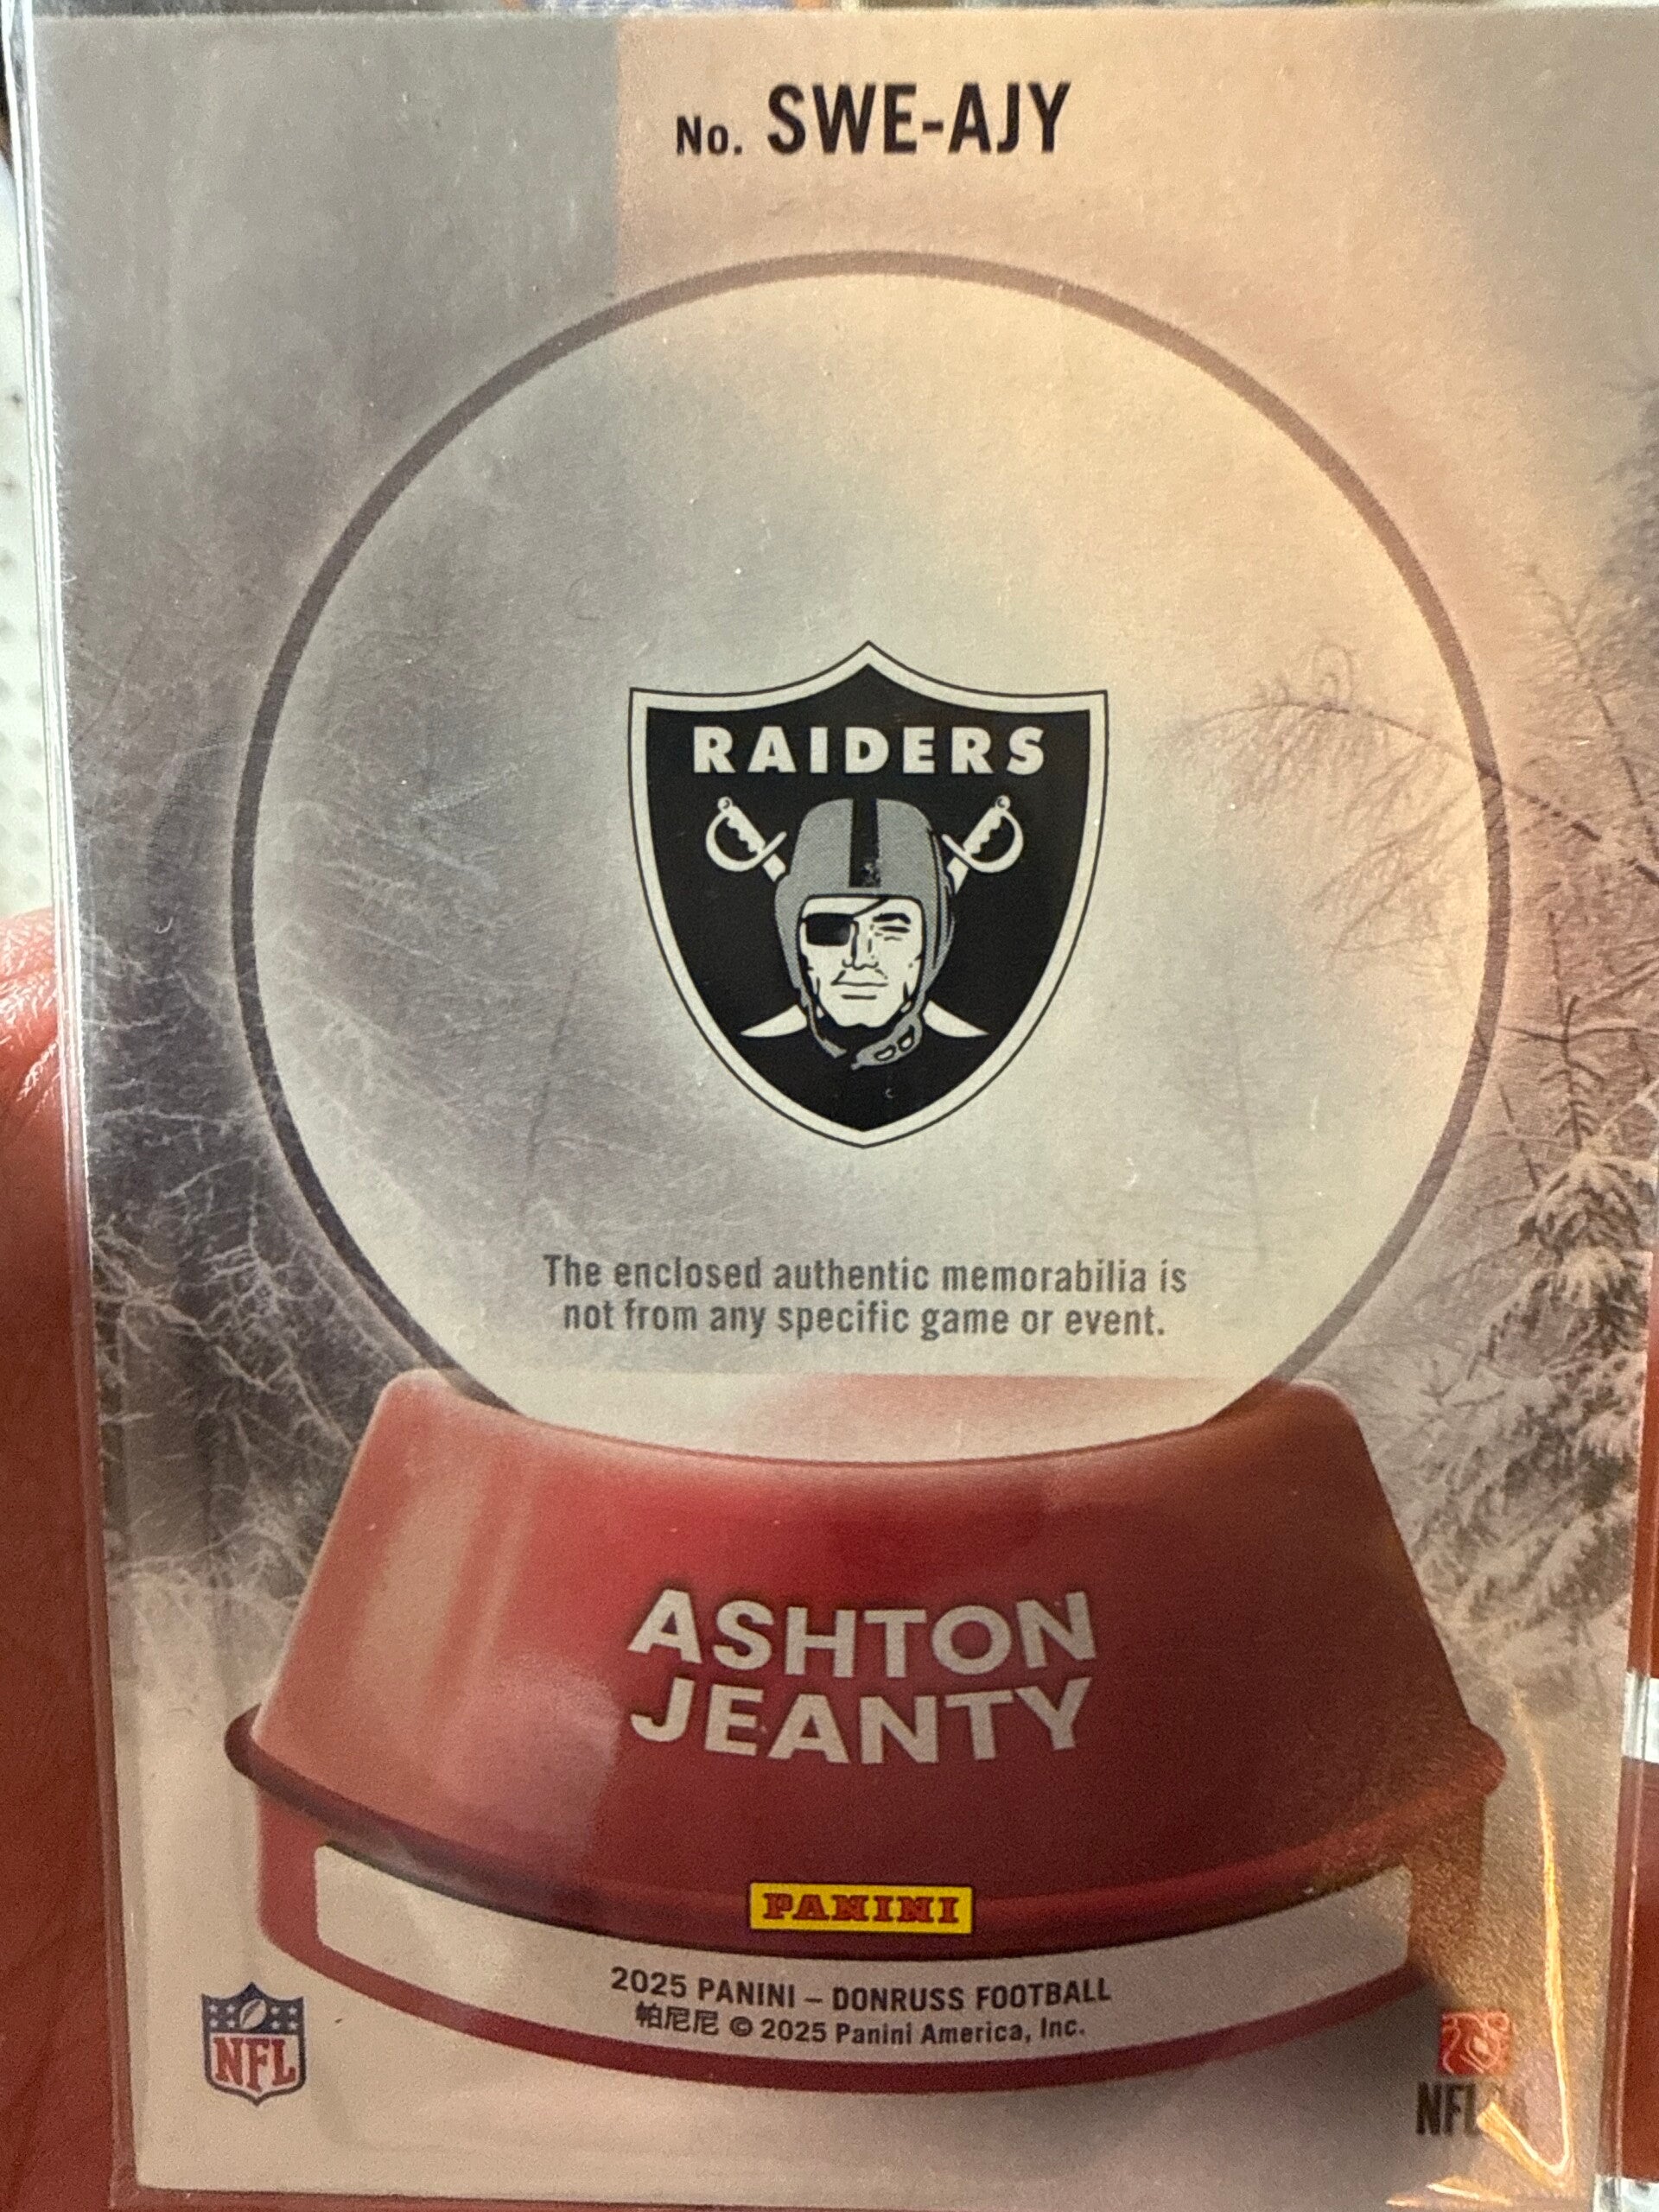 No. SWE-AJY
RAIDERS
The enclosed authentic memorabilia is
not from any specific game or event.
ASHTON
JEANTY
PANINI
2025 PANINI – DONRUSS FOOTBALL
帕尼尼 © 2025 Panini America, Inc.
NFL